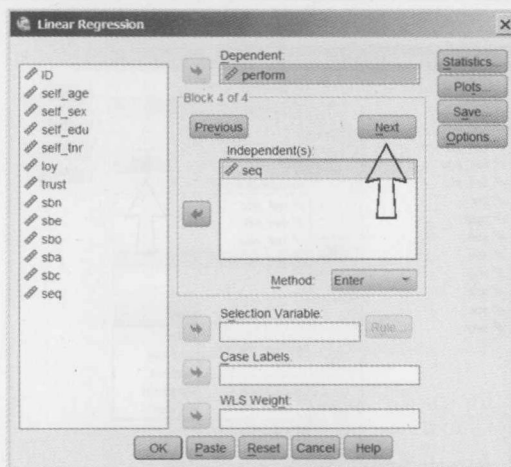 Linear Regression
ID
self_age
self_sex
self_edu
self_tnr
loy
trust
sbn
sbe
sbo
sba
sbc
seq
Dependent:
perform
Block 4 of 4
Previous
Next
Independent(s):
seq
Method: Enter
Selection Variable:
Rule...
Case Labels:
WLS Weight:
Statistics...
Plots...
Save...
Options...
OK Paste Reset Cancel Help